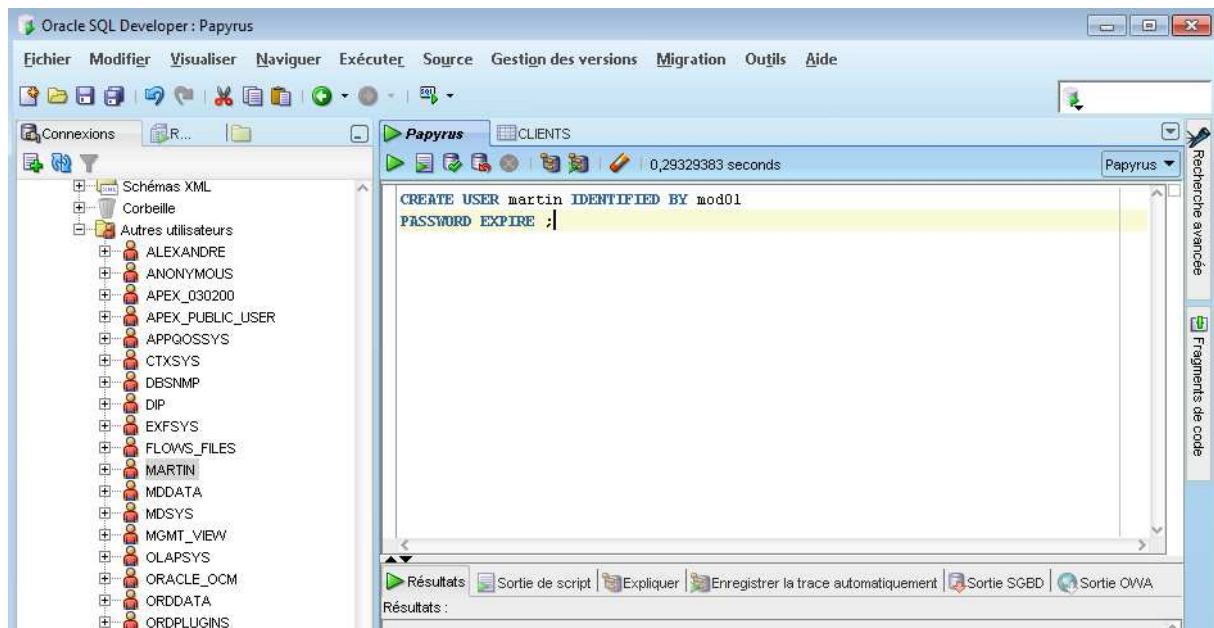 Oracle SQL Developer : Papyrus
Fichier Modifier Visualiser Naviguer Exécuter Source Gestion des versions Migration Outils Aide
Connexions R...
Schémas XML
Corbeille
Autres utilisateurs
ALEXANDRE
ANONYMOUS
APEX_030200
APEX_PUBLIC_USER
APPQOSSYS
CTXSYS
DBSNMP
DIP
EXFSYS
FLOWS_FILES
MARTIN
MDDATA
MDSYS
MGMT_VIEW
OLAPSYS
ORACLE_OCM
ORDDATA
ORDPLUGINS
Papyrus CLIENTS
0,29329383 seconds Papyrus
CREATE USER martin IDENTIFIED BY mod01
PASSWORD EXPIRE ;
Résultats Sortie de script Expliquer Enregistrer la trace automatiquement Sortie SGBD Sortie OWA
Résultats :
Recherche avancée
Fragments de code